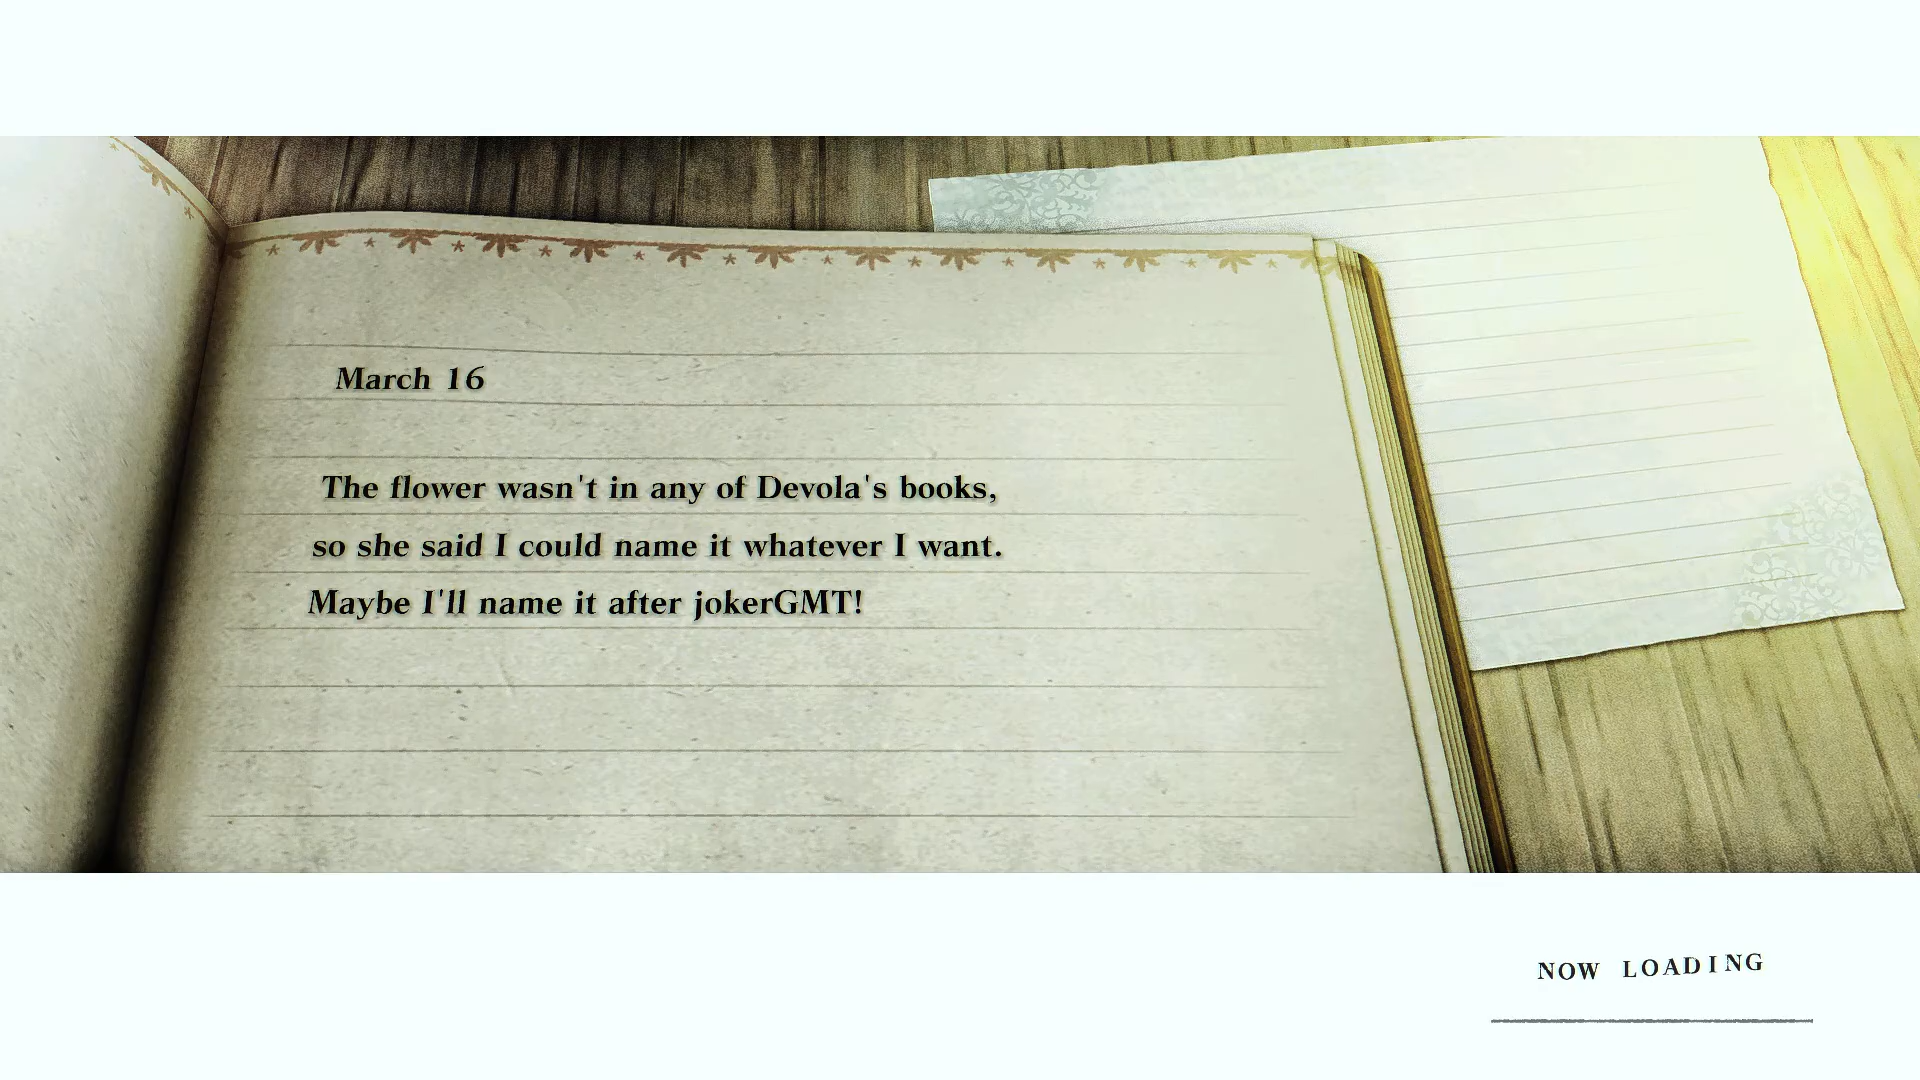 March 16
The flower wasn't in any of Devola's books,
so she said I could name it whatever I want.
Maybe I'll name it after jokerGMT!
NOW LOADING